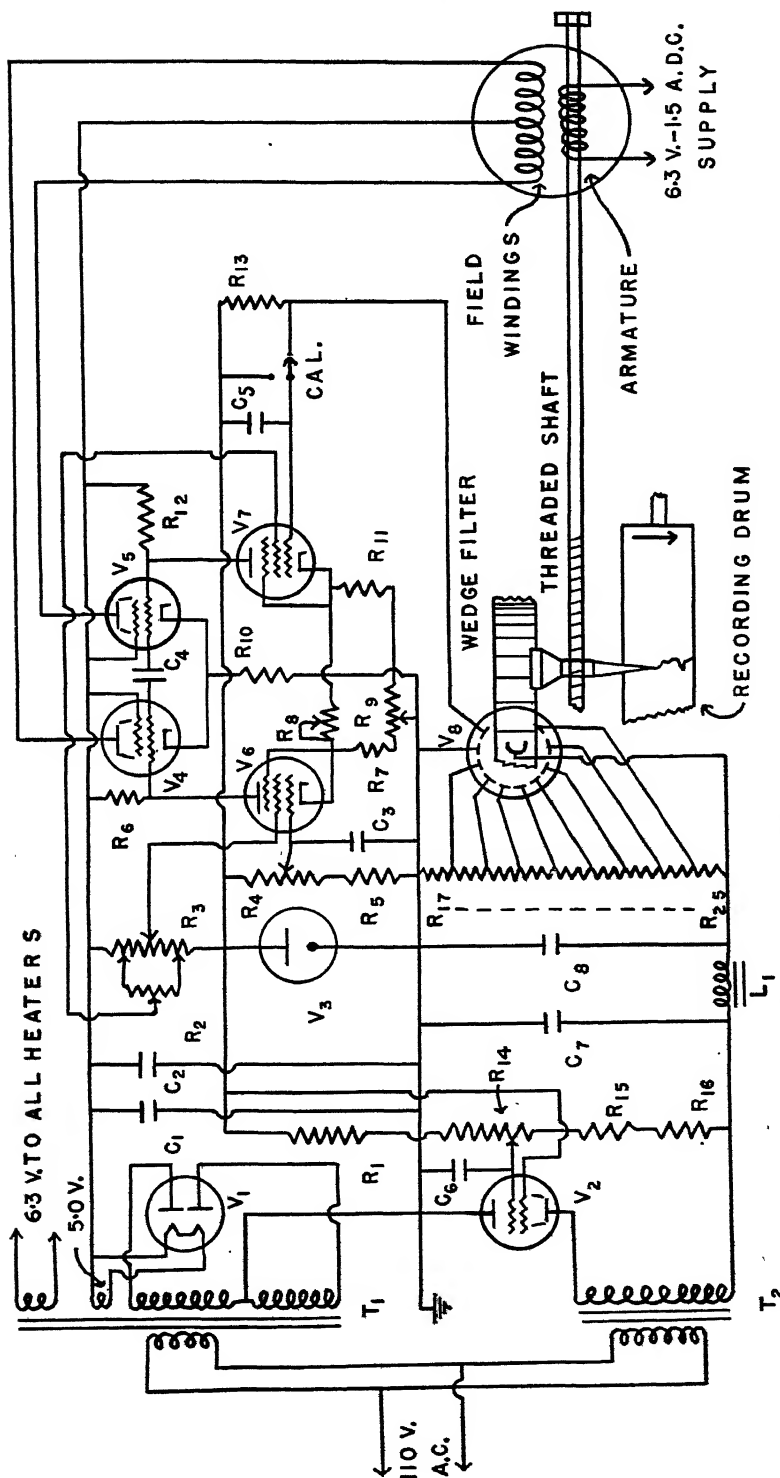 6·3 V. TO ALL HEATERS
5·0 V.
110 V.
A.C.
T1
T2
V1
C1
C2
R1
R2
R3
R4
R5
R6
V3
V4
V5
C4
R12
V6
V7
R7
R8
R9
R10
R11
C3
C5
CAL.
R13
C6
V2
R14
R15
R16
C7
C8
L1
R17
R25
V8
WEDGE FILTER
THREADED SHAFT
RECORDING DRUM
FIELD
WINDINGS
ARMATURE
6·3 V.-1·5 A.D.C.
SUPPLY